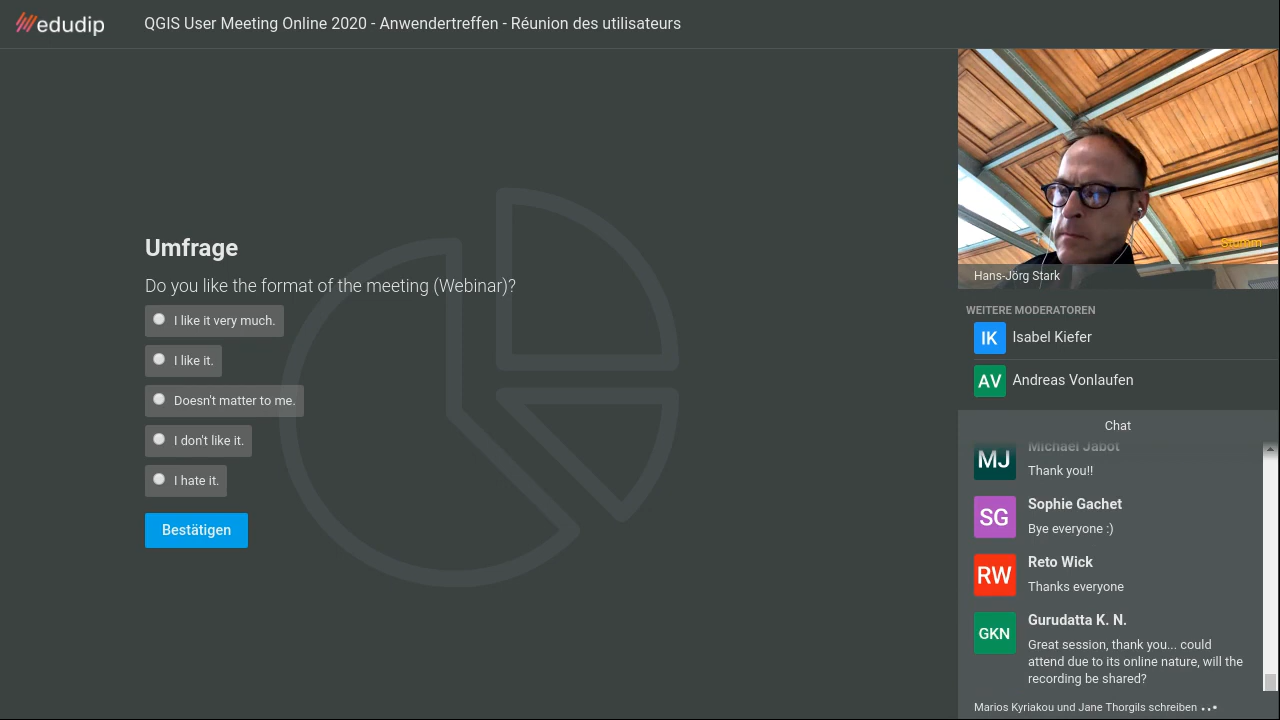 edudip
QGIS User Meeting Online 2020 - Anwendertreffen - Réunion des utilisateurs
Umfrage
Do you like the format of the meeting (Webinar)?
I like it very much.
I like it.
Doesn't matter to me.
I don't like it.
I hate it.
Bestätigen
Stumm
Hans-Jörg Stark
WEITERE MODERATOREN
IK
Isabel Kiefer
AV
Andreas Vonlaufen
Chat
Michael Jabot
MJ
Thank you!!
SG
Sophie Gachet
Bye everyone :)
RW
Reto Wick
Thanks everyone
GKN
Gurudatta K. N.
Great session, thank you... could
attend due to its online nature, will the
recording be shared?
Marios Kyriakou und Jane Thorgils schreiben